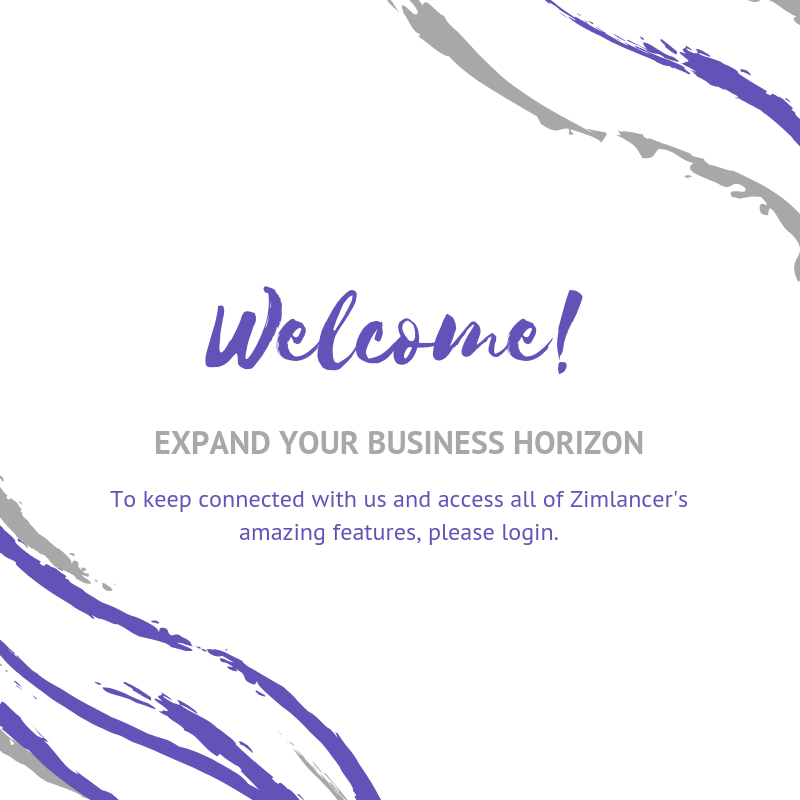 Welcome!
EXPAND YOUR BUSINESS HORIZON
To keep connected with us and access all of Zimlancer's
amazing features, please login.